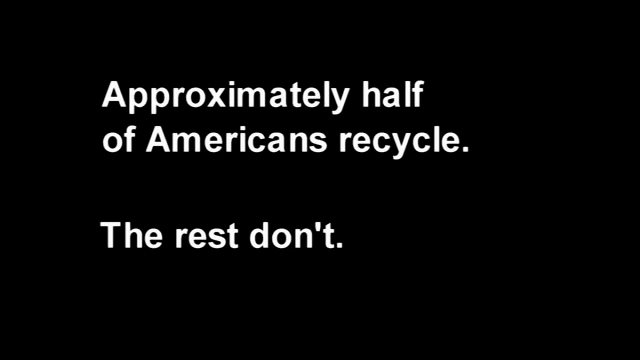 Approximately half
of Americans recycle.
The rest don't.